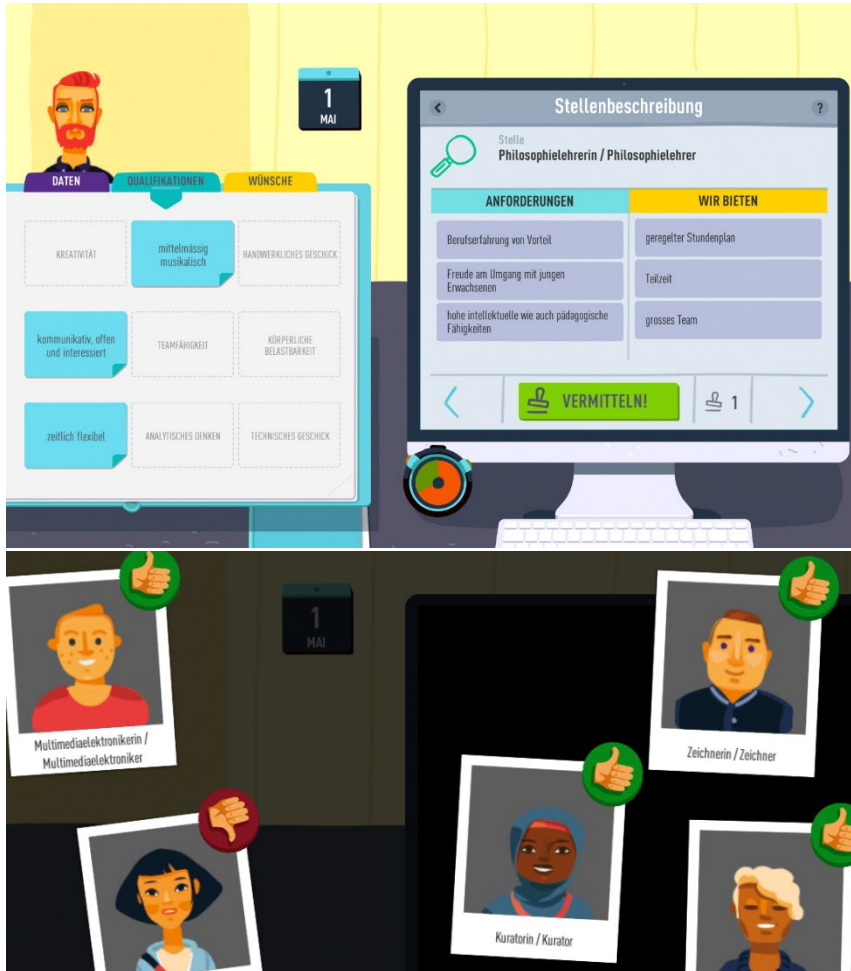 1
MAI
DATEN
QUALIFIKATIONEN
WÜNSCHE
KREATIVITÄT
mittelmässig
musikalisch
HANDWERKLICHES GESCHICK
kommunikativ, offen
und interessiert
TEAMFÄHIGKEIT
KÖRPERLICHE
BELASTBARKEIT
zeitlich flexibel
ANALYTISCHES DENKEN
TECHNISCHES GESCHICK
Stellenbeschreibung
?
Stelle
Philosophielehrerin / Philosophielehrer
ANFORDERUNGEN
WIR BIETEN
Berufserfahrung von Vorteil
geregelter Stundenplan
Freude am Umgang mit jungen
Erwachsenen
Teilzeit
hohe intellektuelle wie auch pädagogische
Fähigkeiten
grosses Team
VERMITTELN!
1
1
MAI
Multimediaelektronikerin /
Multimediaelektroniker
Zeichnerin / Zeichner
Kuratorin / Kurator